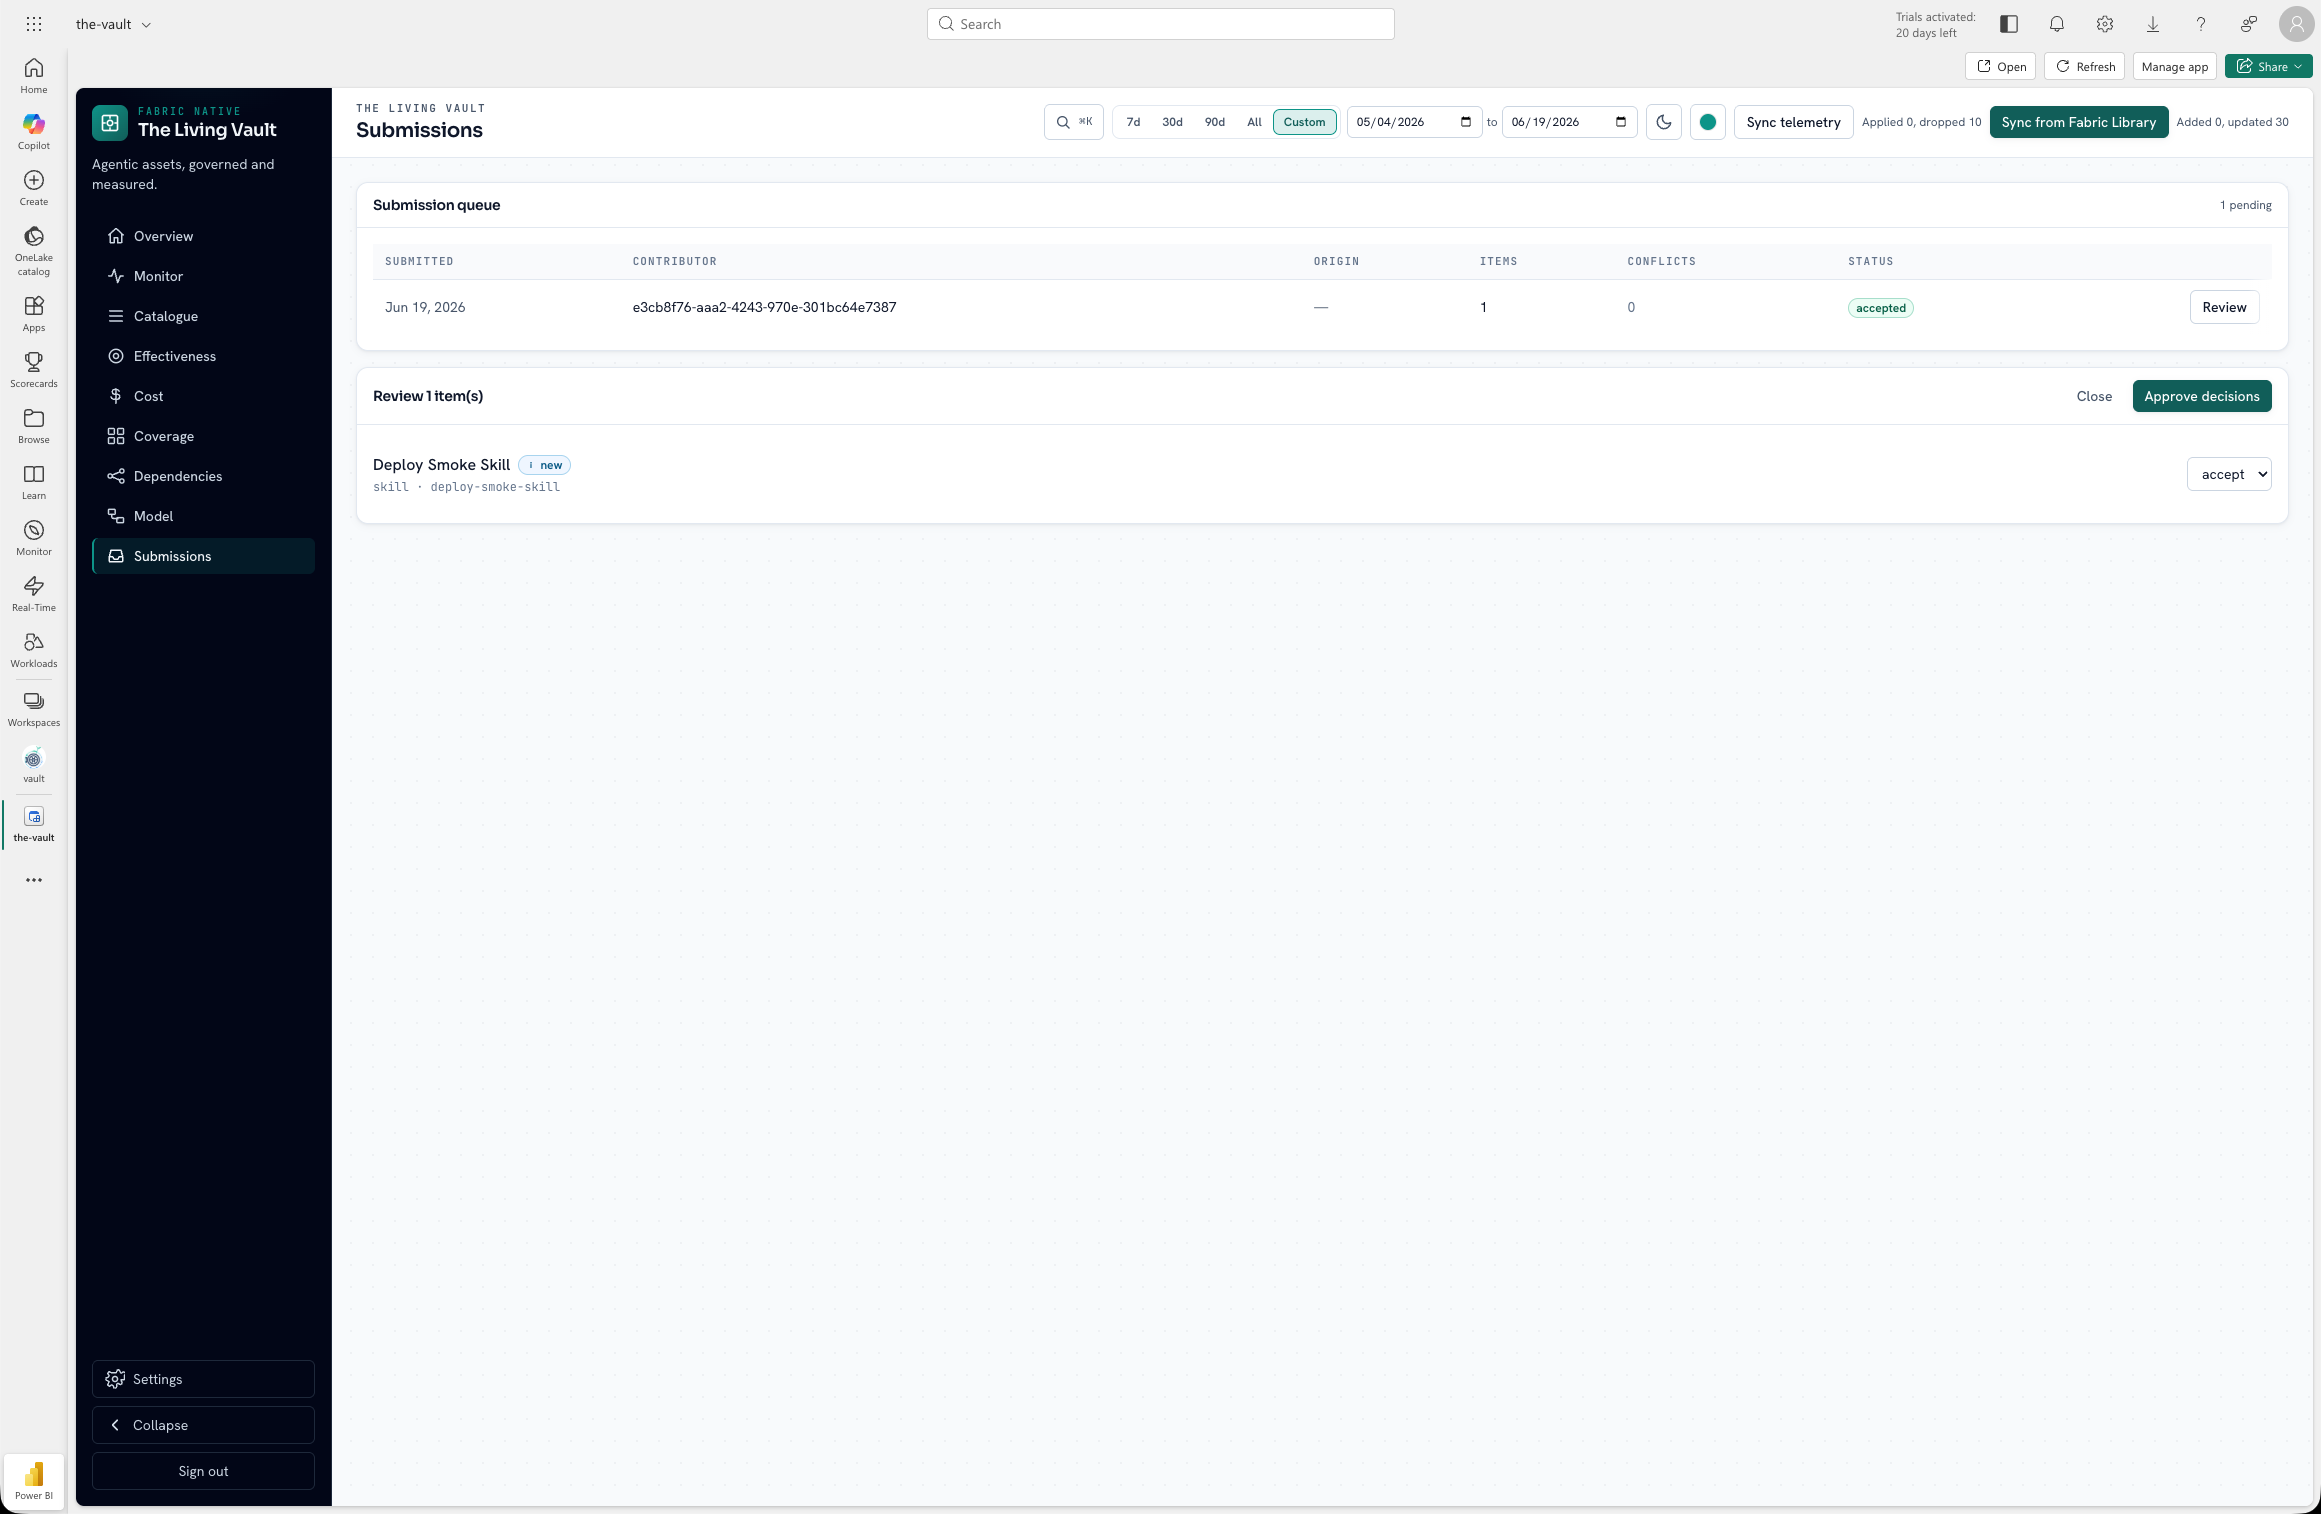 the-vault
Search
Trials activated:
20 days left
Open
Refresh
Manage app
Share
Home
Copilot
Create
OneLake
catalog
Apps
Scorecards
Browse
Learn
Monitor
Real-Time
Workloads
Workspaces
vault
the-vault
Power BI
FABRIC NATIVE
The Living Vault
Agentic assets, governed and
measured.
Overview
Monitor
Catalogue
Effectiveness
Cost
Coverage
Dependencies
Model
Submissions
Settings
Collapse
Sign out
THE LIVING VAULT
Submissions
⌘K
7d 30d 90d All Custom
05/04/2026 to 06/19/2026
Sync telemetry
Applied 0, dropped 10
Sync from Fabric Library
Added 0, updated 30
Submission queue
1 pending
SUBMITTED CONTRIBUTOR ORIGIN ITEMS CONFLICTS STATUS
Jun 19, 2026 e3cb8f76-aaa2-4243-970e-301bc64e7387 — 1 0 accepted Review
Review 1 item(s)
Close
Approve decisions
Deploy Smoke Skill
i new
skill · deploy-smoke-skill
accept